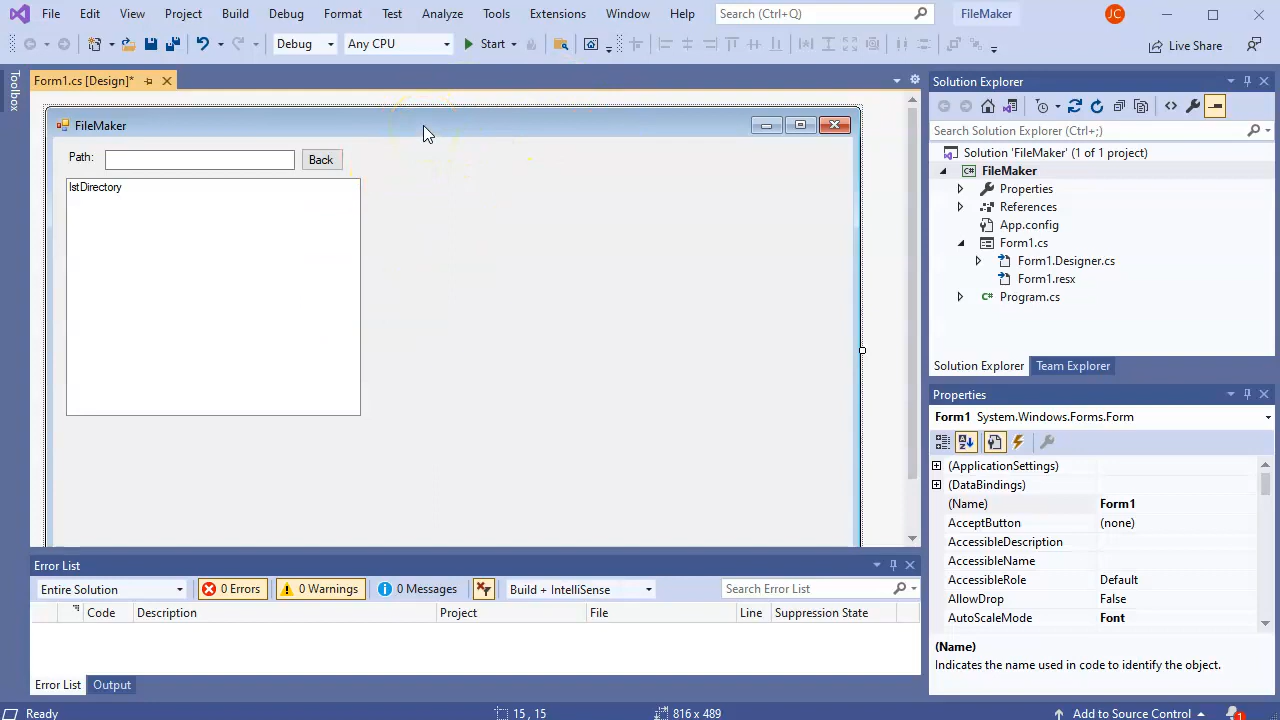 File Edit View Project Build Debug Format Test Analyze Tools Extensions Window Help Search (Ctrl+Q) FileMaker JC
Debug Any CPU Start Live Share
Toolbox
Form1.cs [Design]*
FileMaker
Path: Back
lstDirectory
Solution Explorer
Search Solution Explorer (Ctrl+;)
Solution 'FileMaker' (1 of 1 project)
C# FileMaker
Properties
References
App.config
Form1.cs
Form1.Designer.cs
Form1.resx
C# Program.cs
Solution Explorer Team Explorer
Properties
Form1 System.Windows.Forms.Form
(ApplicationSettings)
(DataBindings)
(Name) Form1
AcceptButton (none)
AccessibleDescription
AccessibleName
AccessibleRole Default
AllowDrop False
AutoScaleMode Font
(Name)
Indicates the name used in code to identify the object.
Error List
Entire Solution 0 Errors 0 Warnings 0 Messages Build + IntelliSense Search Error List
Code Description Project File Line Suppression State
Error List Output
Ready 15 , 15 816 x 489 Add to Source Control 1